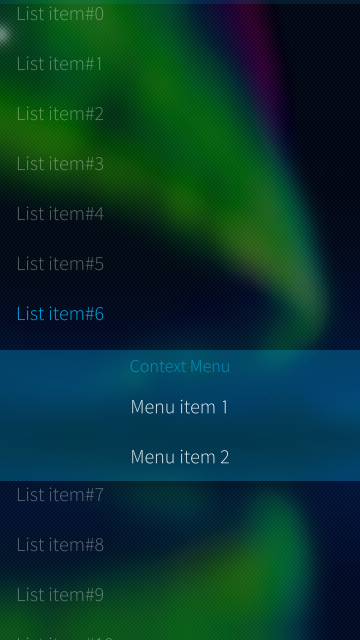 List item#0
List item#1
List item#2
List item#3
List item#4
List item#5
List item#6
Context Menu
Menu item 1
Menu item 2
List item#7
List item#8
List item#9